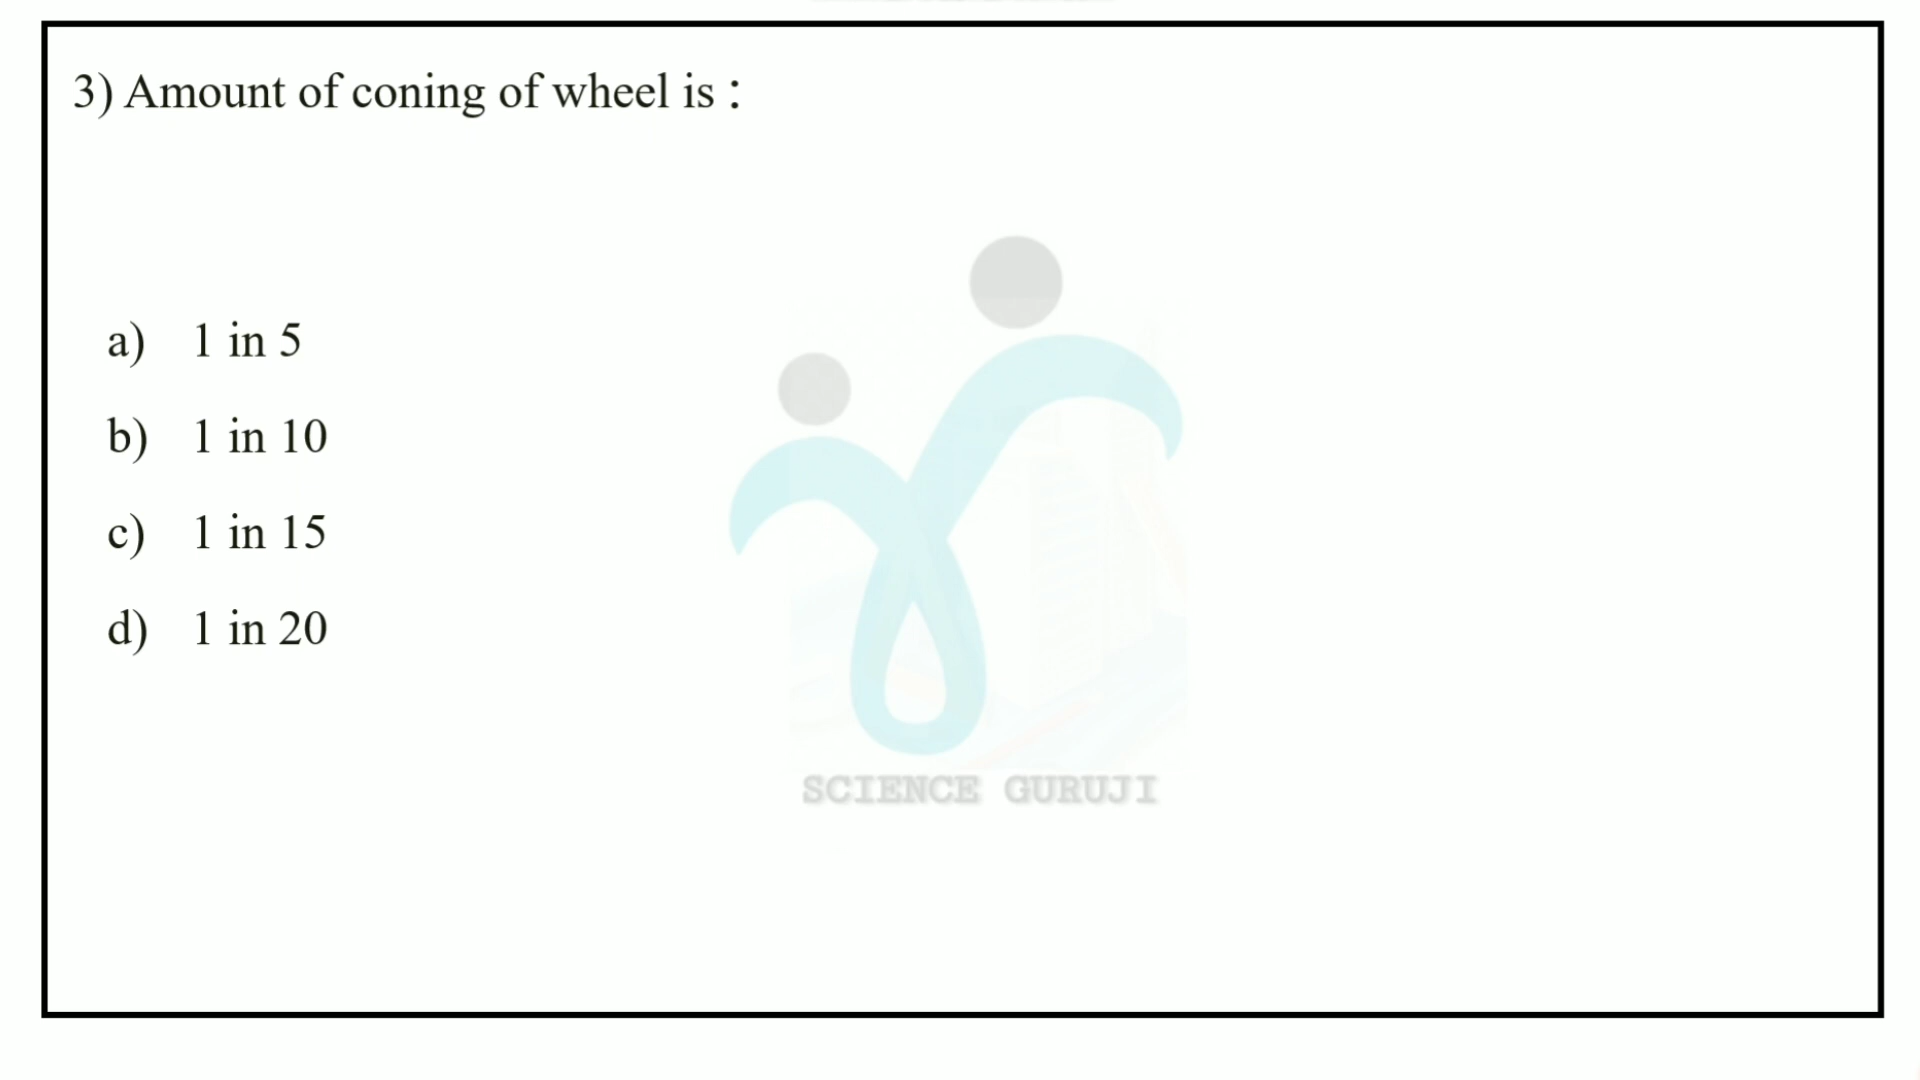 3) Amount of coning of wheel is :
a) 1 in 5
b) 1 in 10
c) 1 in 15
d) 1 in 20
SCIENCE GURUJI